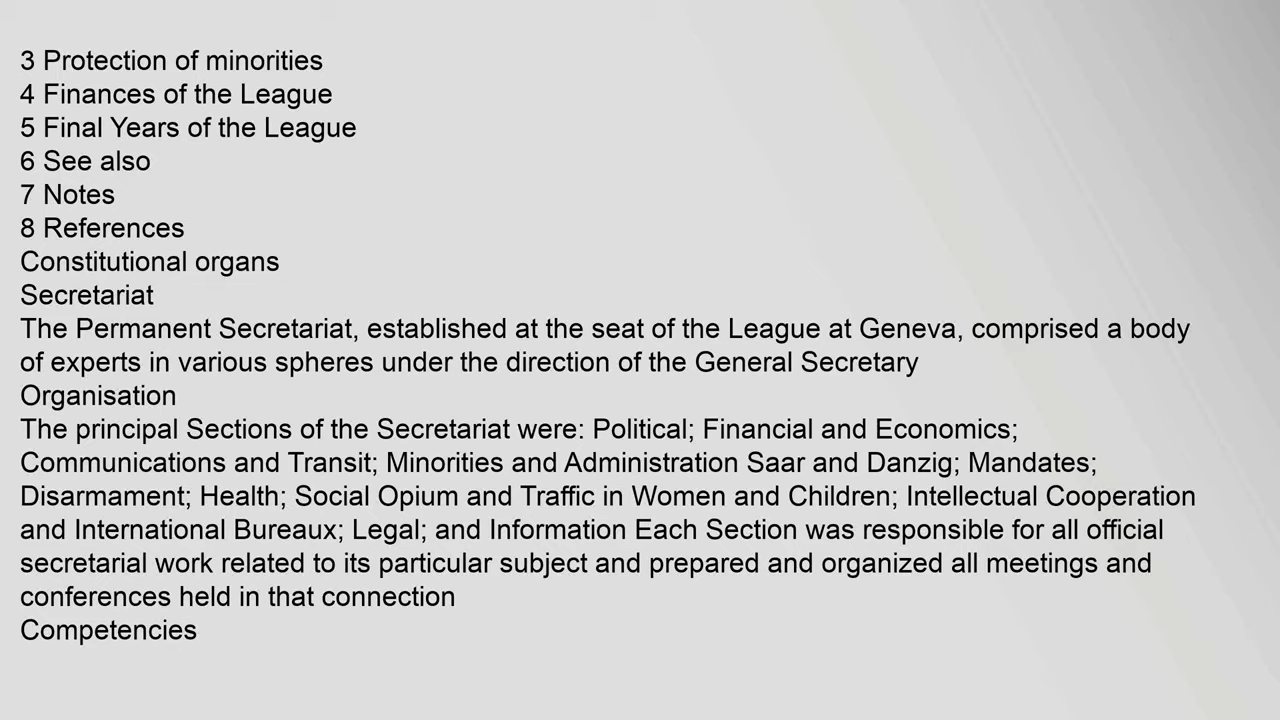 3 Protection of minorities
4 Finances of the League
5 Final Years of the League
6 See also
7 Notes
8 References
Constitutional organs
Secretariat
The Permanent Secretariat, established at the seat of the League at Geneva, comprised a body
of experts in various spheres under the direction of the General Secretary
Organisation
The principal Sections of the Secretariat were: Political; Financial and Economics;
Communications and Transit; Minorities and Administration Saar and Danzig; Mandates;
Disarmament; Health; Social Opium and Traffic in Women and Children; Intellectual Cooperation
and International Bureaux; Legal; and Information Each Section was responsible for all official
secretarial work related to its particular subject and prepared and organized all meetings and
conferences held in that connection
Competencies